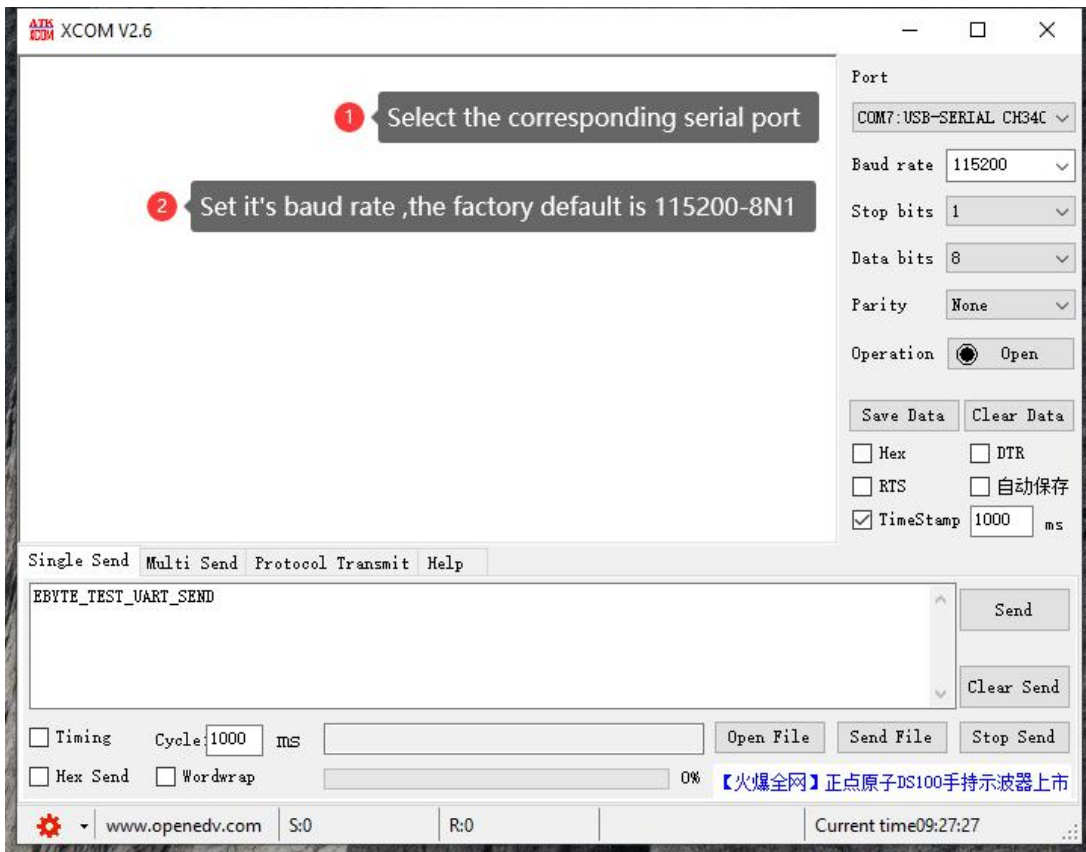 ATK XCOM XCOM V2.6
1 Select the corresponding serial port
2 Set it's baud rate ,the factory default is 115200-8N1
Port
COM7:USB-SERIAL CH34C
Baud rate 115200
Stop bits 1
Data bits 8
Parity None
Operation Open
Save Data Clear Data
Hex DTR
RTS 自动保存
TimeStamp 1000 ms
Single Send Multi Send Protocol Transmit Help
EBYTE_TEST_UART_SEND
Send
Clear Send
Timing Cycle: 1000 ms Open File Send File Stop Send
Hex Send Wordwrap 0% 【火爆全网】正点原子DS100手持示波器上市
www.openedv.com S:0 R:0 Current time09:27:27